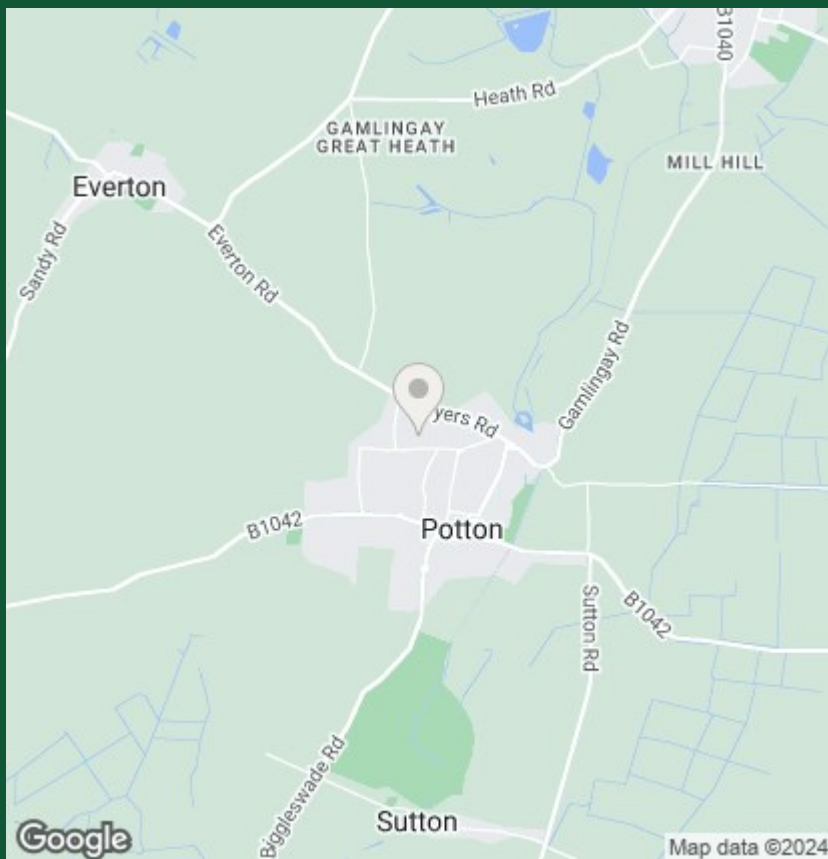 B1040
Heath Rd
GAMLINGAY
GREAT HEATH
MILL HILL
Everton
Sandy Rd
Everton Rd
Gamlingay Rd
yers Rd
B1042
Potton
Sutton Rd
B1042
Biggleswade Rd
Sutton
Google
Map data ©2024